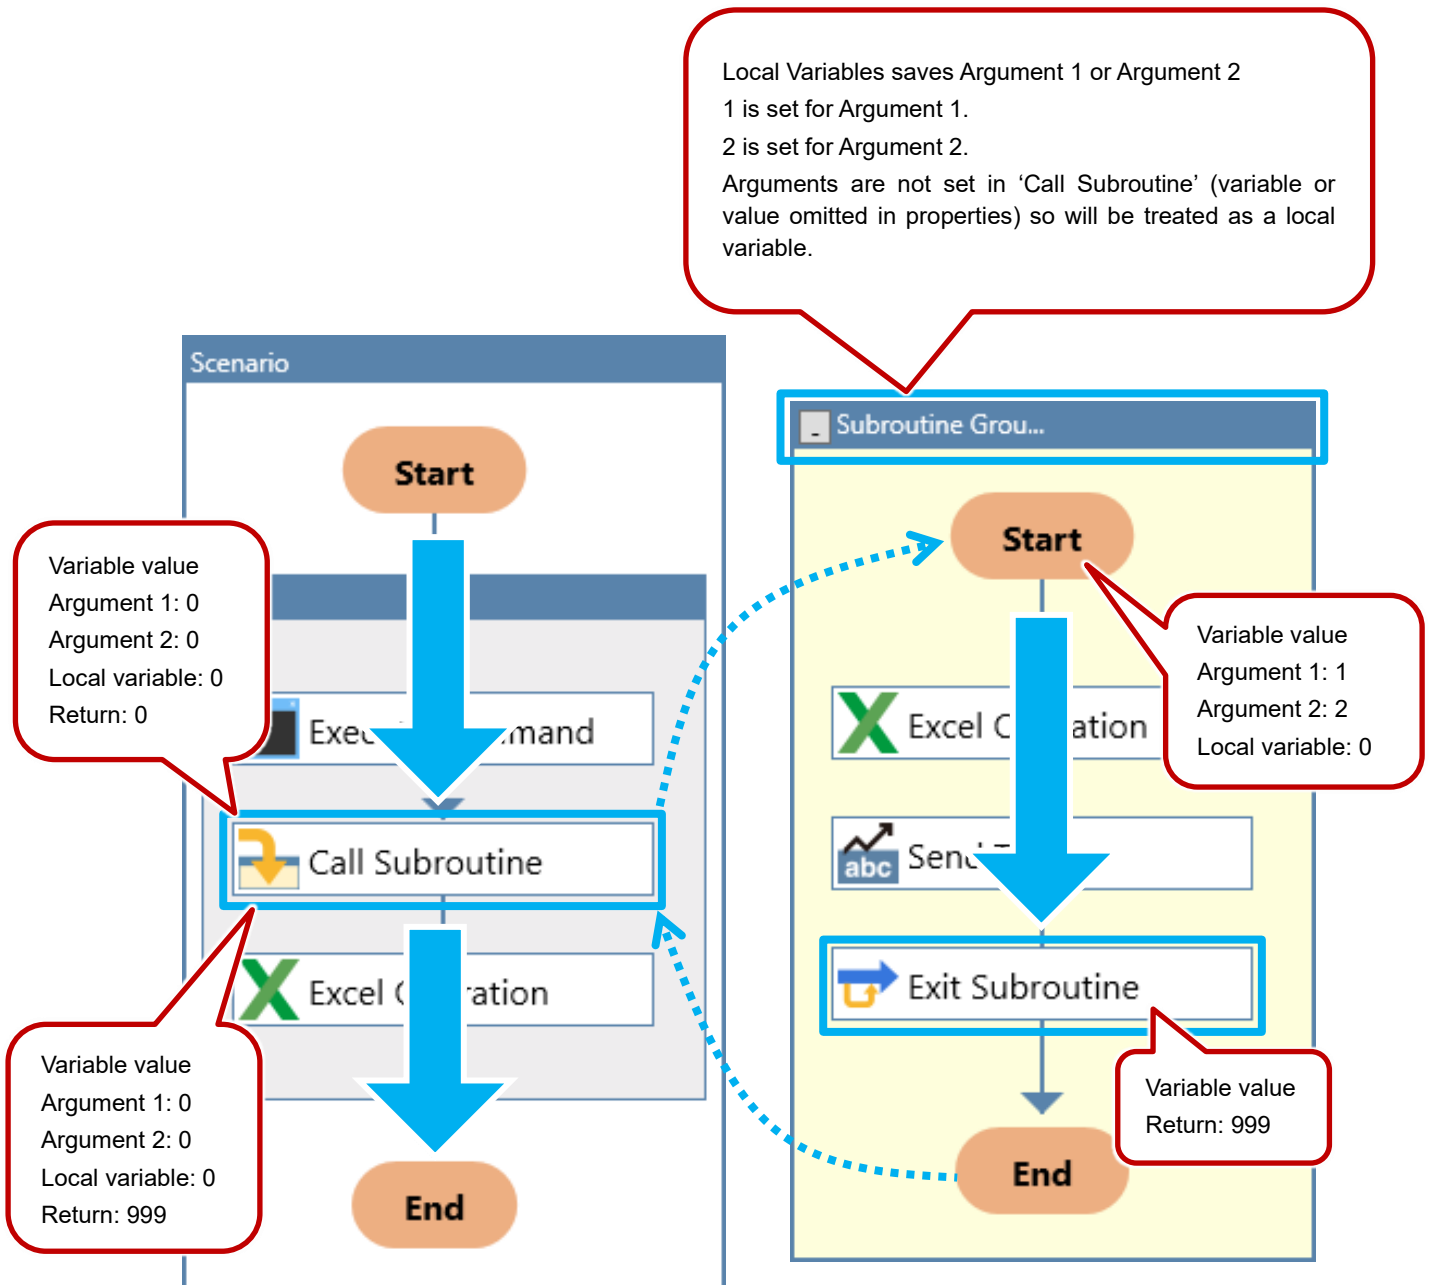 Local Variables saves Argument 1 or Argument 2
1 is set for Argument 1.
2 is set for Argument 2.
Arguments are not set in ‘Call Subroutine’ (variable or
value omitted in properties) so will be treated as a local
variable.
Scenario
Start
Variable value
Argument 1: 0
Argument 2: 0
Local variable: 0
Return: 0
Call Subroutine
Excel
Variable value
Argument 1: 0
Argument 2: 0
Local variable: 0
Return: 999
End
Subroutine Grou...
Start
Variable value
Argument 1: 1
Argument 2: 2
Local variable: 0
Excel
abc
Send
Exit Subroutine
Variable value
Return: 999
End